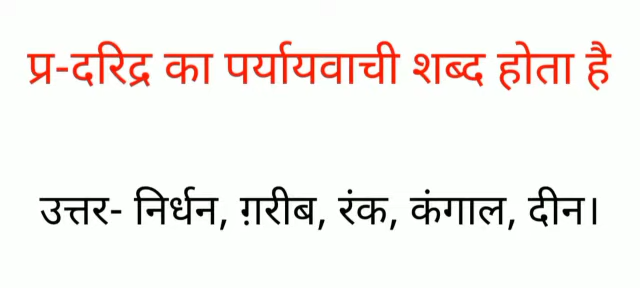 प्र-दरिद्र का पर्यायवाची शब्द होता है
उत्तर- निर्धन, ग़रीब, रंक, कंगाल, दीन।